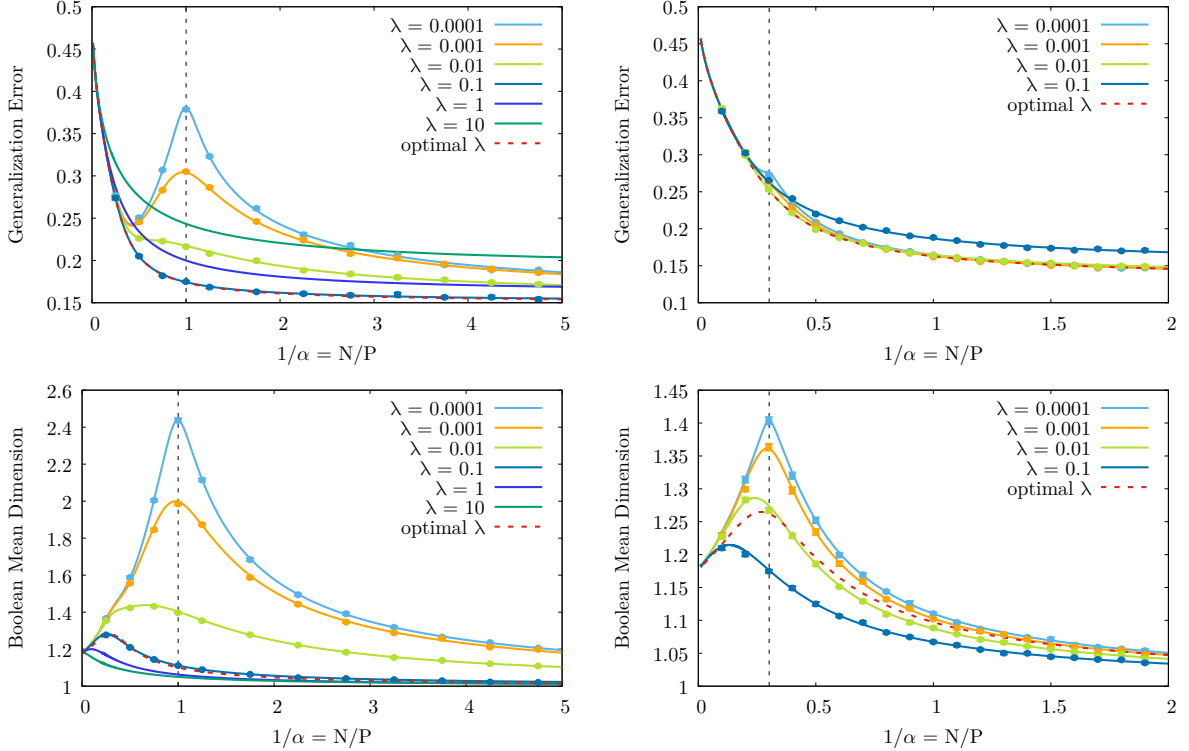 Generalization Error
0.5
0.45
0.4
0.35
0.3
0.25
0.2
0.15
λ = 0.0001
λ = 0.001
λ = 0.01
λ = 0.1
λ = 1
λ = 10
optimal λ
0 1 2 3 4 5
1/α = N/P
Generalization Error
0.5
0.45
0.4
0.35
0.3
0.25
0.2
0.15
0.1
λ = 0.0001
λ = 0.001
λ = 0.01
λ = 0.1
optimal λ
0 0.5 1 1.5 2
1/α = N/P
Boolean Mean Dimension
2.6
2.4
2.2
2
1.8
1.6
1.4
1.2
1
λ = 0.0001
λ = 0.001
λ = 0.01
λ = 0.1
λ = 1
λ = 10
optimal λ
0 1 2 3 4 5
1/α = N/P
Boolean Mean Dimension
1.45
1.4
1.35
1.3
1.25
1.2
1.15
1.1
1.05
1
λ = 0.0001
λ = 0.001
λ = 0.01
λ = 0.1
optimal λ
0 0.5 1 1.5 2
1/α = N/P